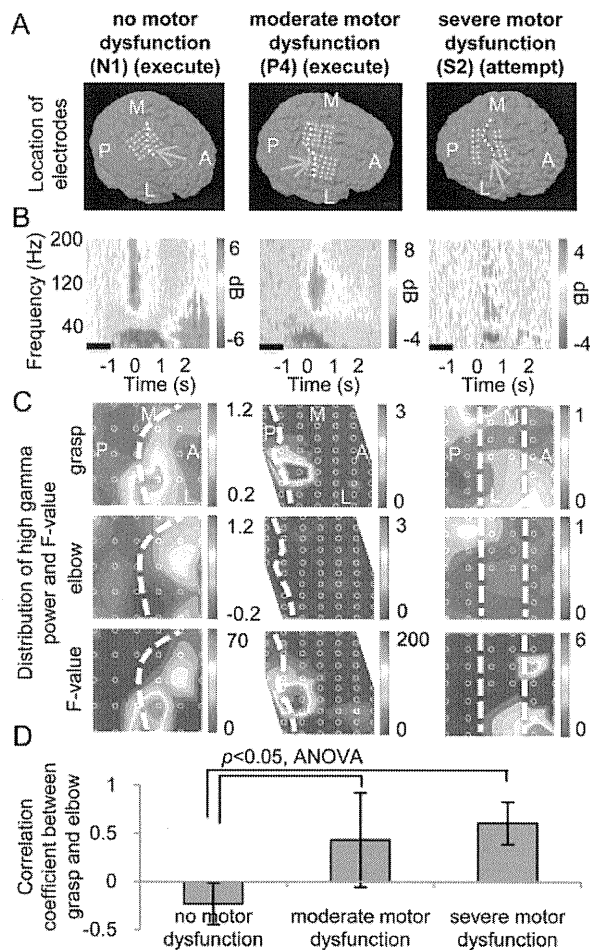 A
no motor dysfunction (N1) (execute)
moderate motor dysfunction (P4) (execute)
severe motor dysfunction (S2) (attempt)
Location of electrodes
M
P
A
L
M
P
A
L
M
P
A
L
B
Frequency (Hz)
200
120
40
6
dB
-6
8
dB
-4
4
dB
-4
-1 0 1 2
Time (s)
-1 0 1 2
Time (s)
-1 0 1 2
Time (s)
C
Distribution of high gamma power and F-value
grasp
M
P
A
L
1.2
0.2
M
P
A
L
3
0
M
P
A
L
1
0
elbow
1.2
-0.2
3
0
1
0
F-value
70
0
200
0
6
0
D
p<0.05, ANOVA
Correlation coefficient between grasp and elbow
1
0.5
0
-0.5
no motor dysfunction
moderate motor dysfunction
severe motor dysfunction